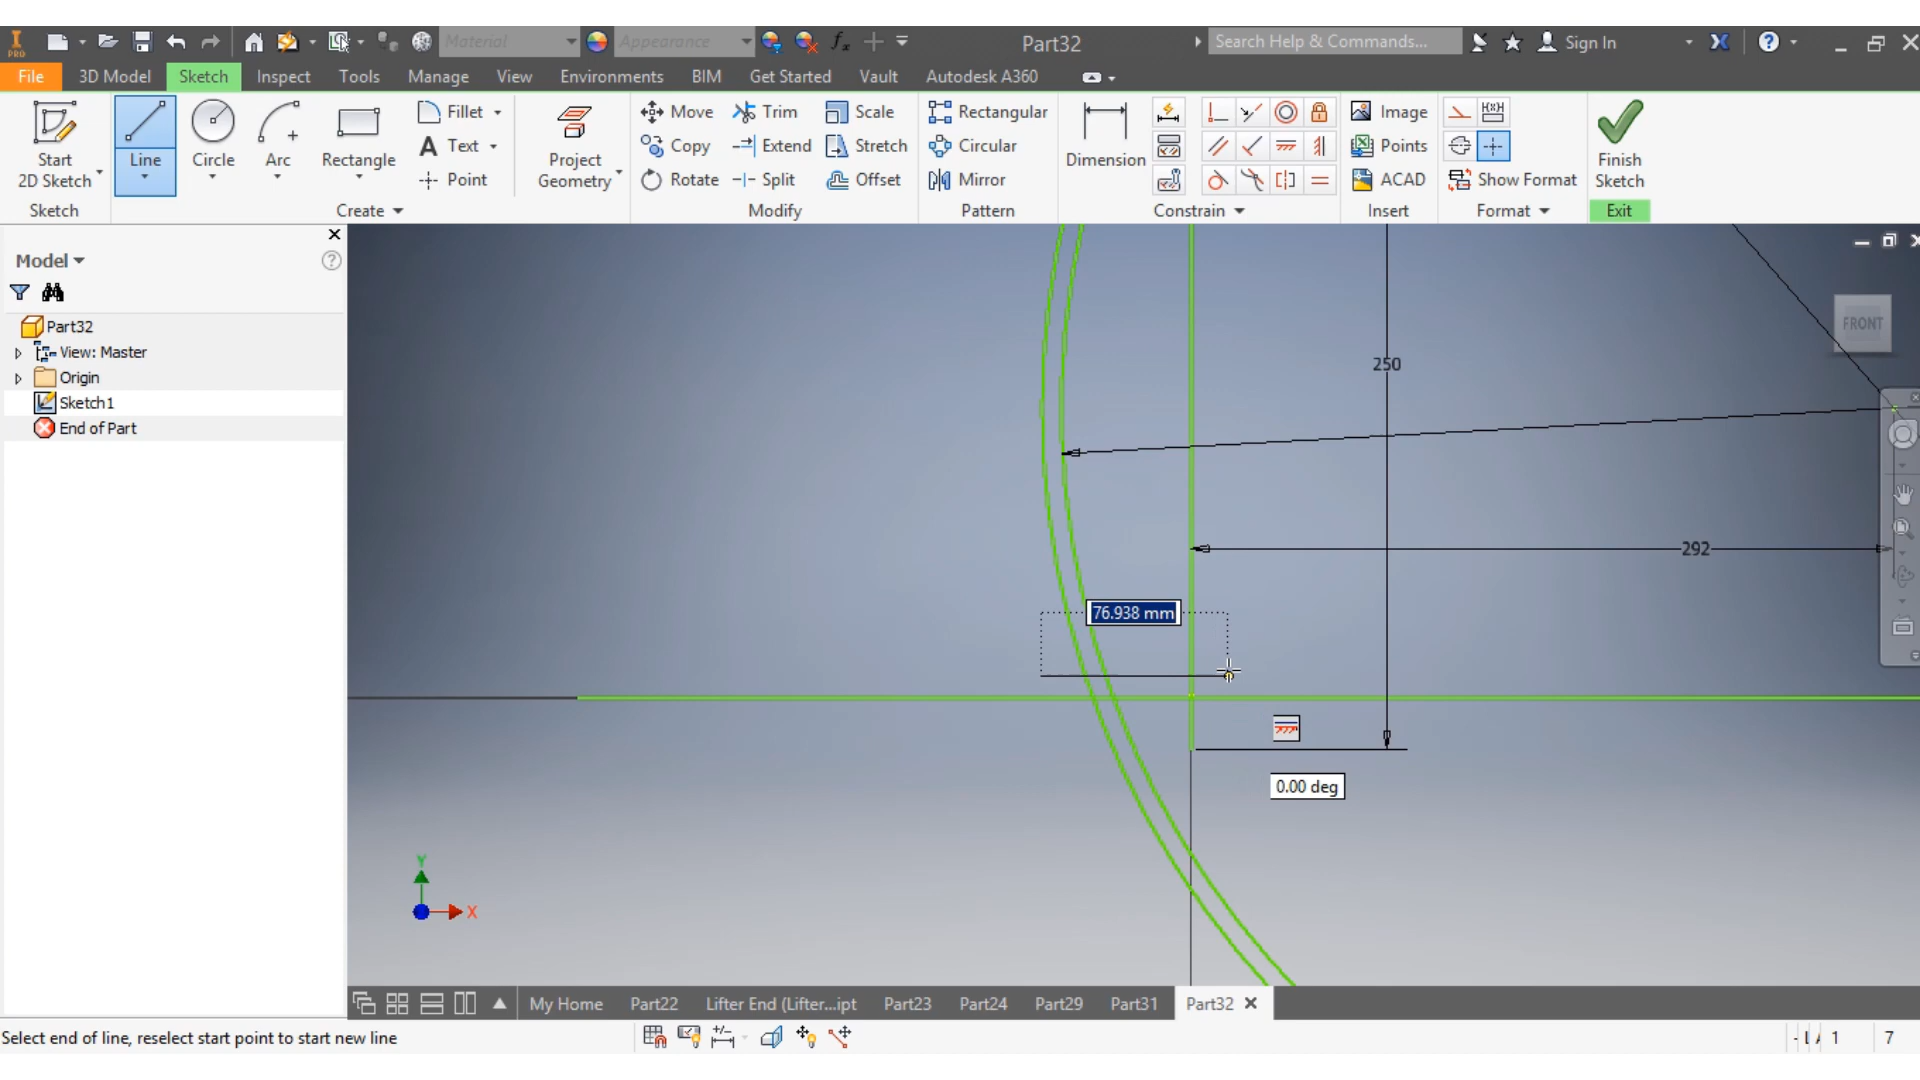 PRO
Material
Appearance
Part32
Search Help & Commands...
Sign In
File
3D Model
Sketch
Inspect
Tools
Manage
View
Environments
BIM
Get Started
Vault
Autodesk A360
Start
2D Sketch
Line
Circle
Arc
Rectangle
Fillet
Text
Point
Project
Geometry
Move
Copy
Rotate
Trim
Extend
Split
Scale
Stretch
Offset
Rectangular
Circular
Mirror
Dimension
Image
Points
ACAD
Show Format
Finish
Sketch
Sketch
Create
Modify
Pattern
Constrain
Insert
Format
Exit
Model
Part32
View: Master
Origin
Sketch1
End of Part
FRONT
250
292
76.938 mm
0.00 deg
Y
X
My Home
Part22
Lifter End (Lifter...ipt
Part23
Part24
Part29
Part31
Part32
Select end of line, reselect start point to start new line
1
7